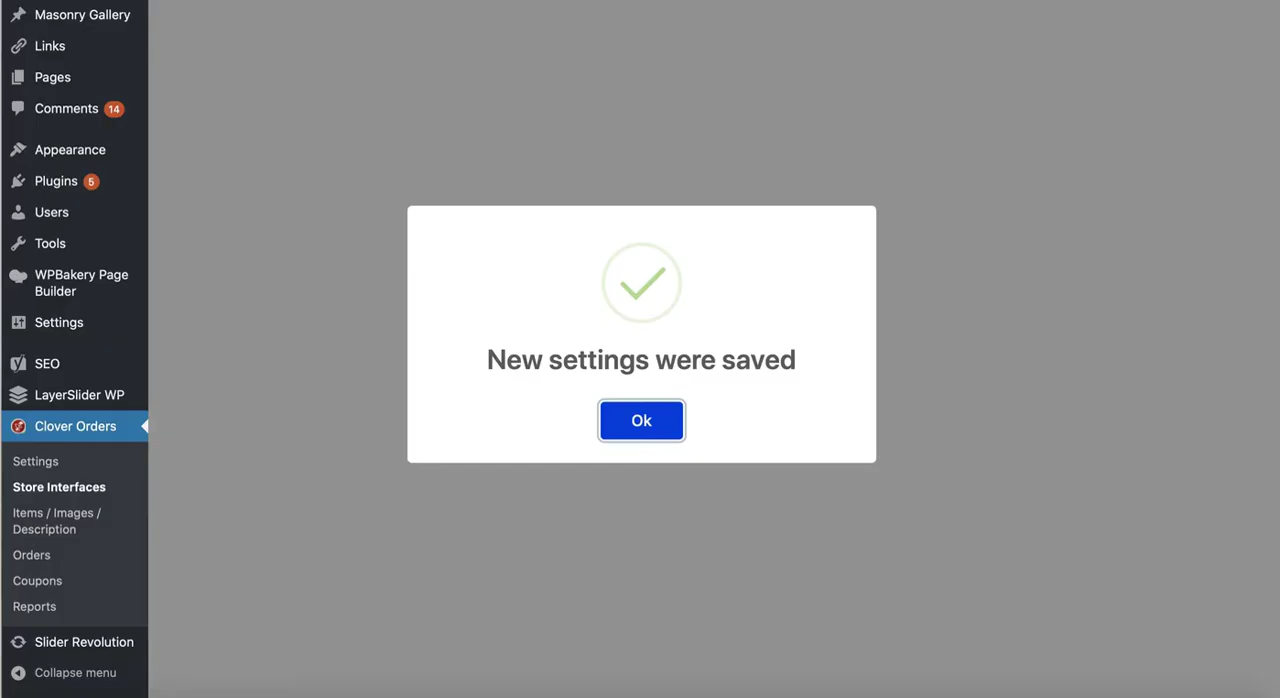 Masonry Gallery
Links
Pages
Comments 14
Appearance
Plugins 5
Users
Tools
WPBakery Page
Builder
Settings
SEO
LayerSlider WP
Clover Orders
Settings
Store Interfaces
Items / Images /
Description
Orders
Coupons
Reports
Slider Revolution
Collapse menu
New settings were saved
Ok